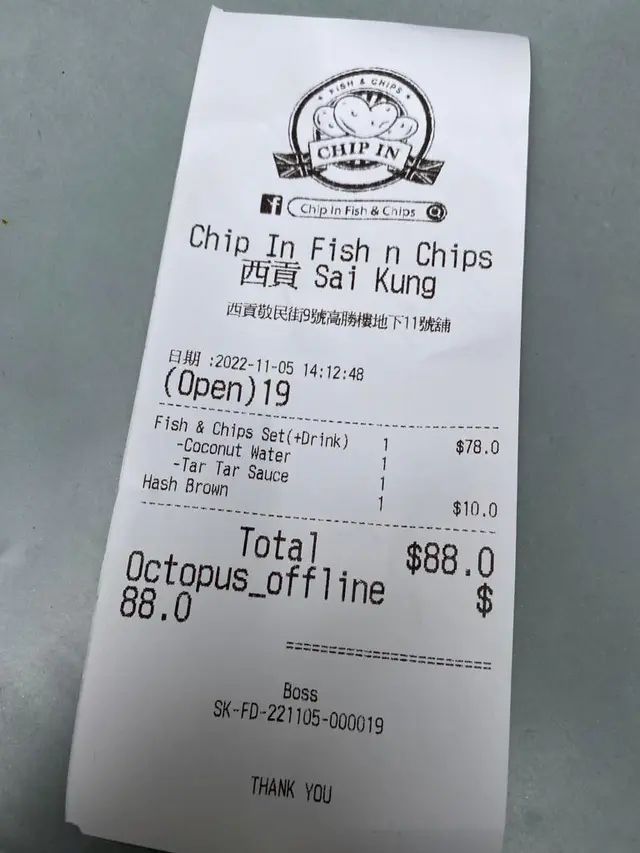 • FISH & CHIPS •
CHIP IN
f Chip In Fish & Chips
Chip In Fish n Chips
西貢 Sai Kung
西貢敬民街9號高勝樓地下11號舖
日期 :2022-11-05 14:12:48
(Open)19
Fish & Chips Set(+Drink) 1 $78.0
-Coconut Water 1
-Tar Tar Sauce 1
Hash Brown 1 $10.0
Total $88.0
Octopus_offline $
88.0
Boss
SK-FD-221105-000019
THANK YOU